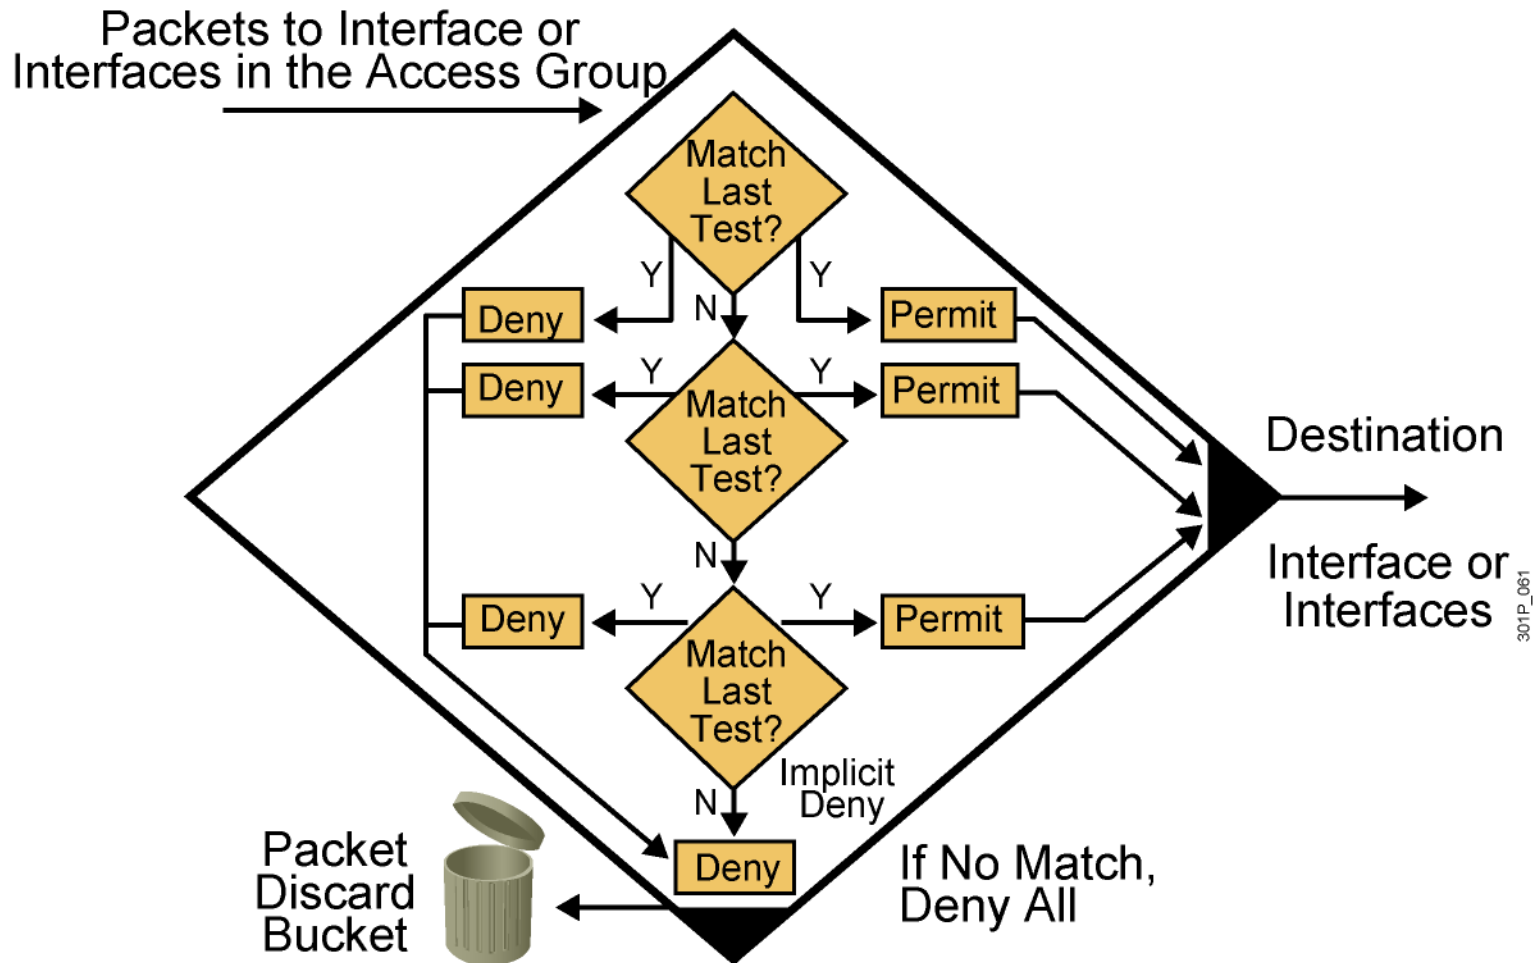 Packets to Interface or
Interfaces in the Access Group
Match
Last
Test?
Y
Y
N
Deny
Permit
Y
Y
Deny
Permit
Match
Last
Test?
N
Y
Y
Deny
Permit
Match
Last
Test?
N
Implicit
Deny
Deny
If No Match,
Deny All
Packet
Discard
Bucket
Destination
Interface or
Interfaces
301P_061